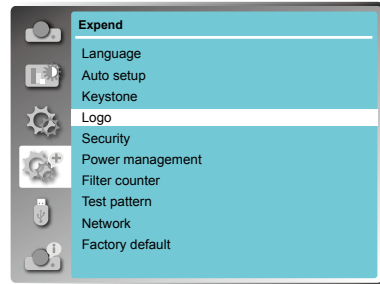 Expend
Language
Auto setup
Keystone
Logo
Security
Power management
Filter counter
Test pattern
Network
Factory default